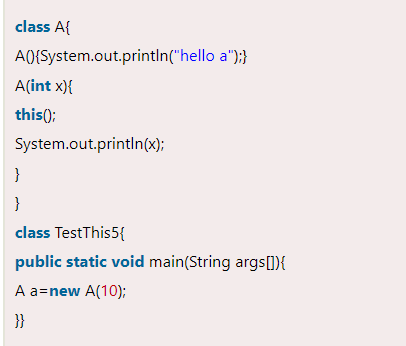 class A{
A(){System.out.println("hello a");}
A(int x){
this();
System.out.println(x);
}
}
class TestThis5{
public static void main(String args[]){
A a=new A(10);
}}